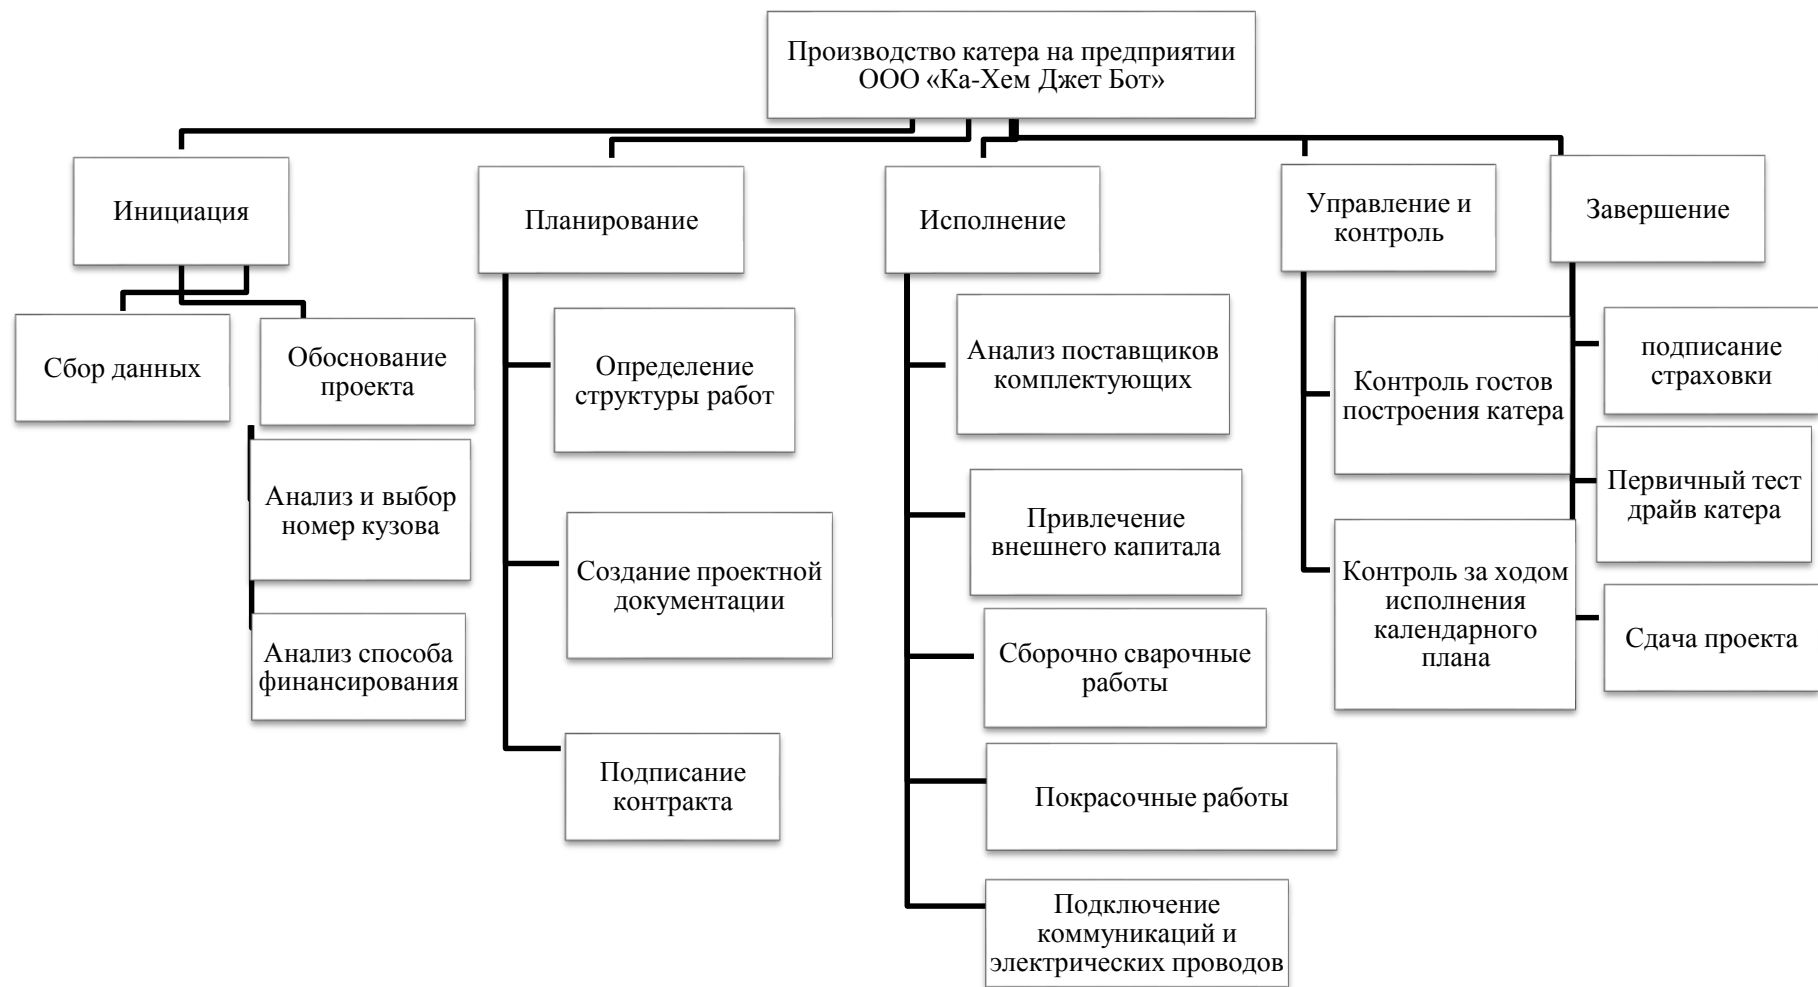 Производство катера на предприятии
ООО «Ка-Хем Джет Бот»
Инициация
Сбор данных
Обоснование
проекта
Анализ и выбор
номер кузова
Анализ способа
финансирования
Планирование
Определение
структуры работ
Создание проектной
документации
Подписание
контракта
Исполнение
Анализ поставщиков
комплектующих
Привлечение
внешнего капитала
Сборочно сварочные
работы
Покрасочные работы
Подключение
коммуникаций и
электрических проводов
Управление и
контроль
Контроль гостов
построения катера
Контроль за ходом
исполнения
календарного
плана
Завершение
подписание
страховки
Первичный тест
драйв катера
Сдача проекта